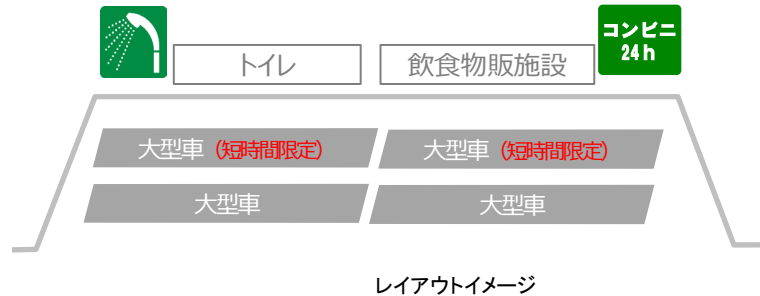 コンビニ
24h
トイレ
飲食物販施設
大型車（短時間限定）
大型車（短時間限定）
大型車
大型車
レイアウトイメージ